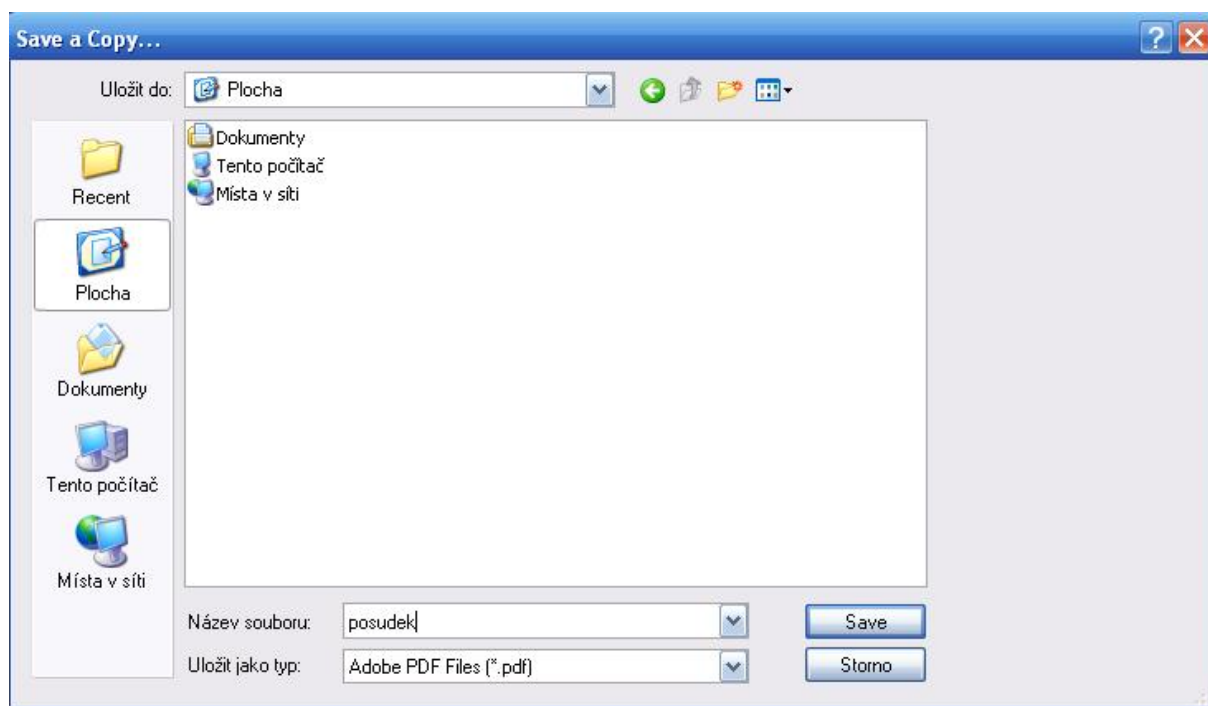 Save a Copy...
Uložit do: Plocha
Dokumenty
Tento počítač
Místa v síti
Recent
Plocha
Dokumenty
Tento počítač
Místa v síti
Název souboru: posudek Save
Uložit jako typ: Adobe PDF Files (*.pdf) Storno